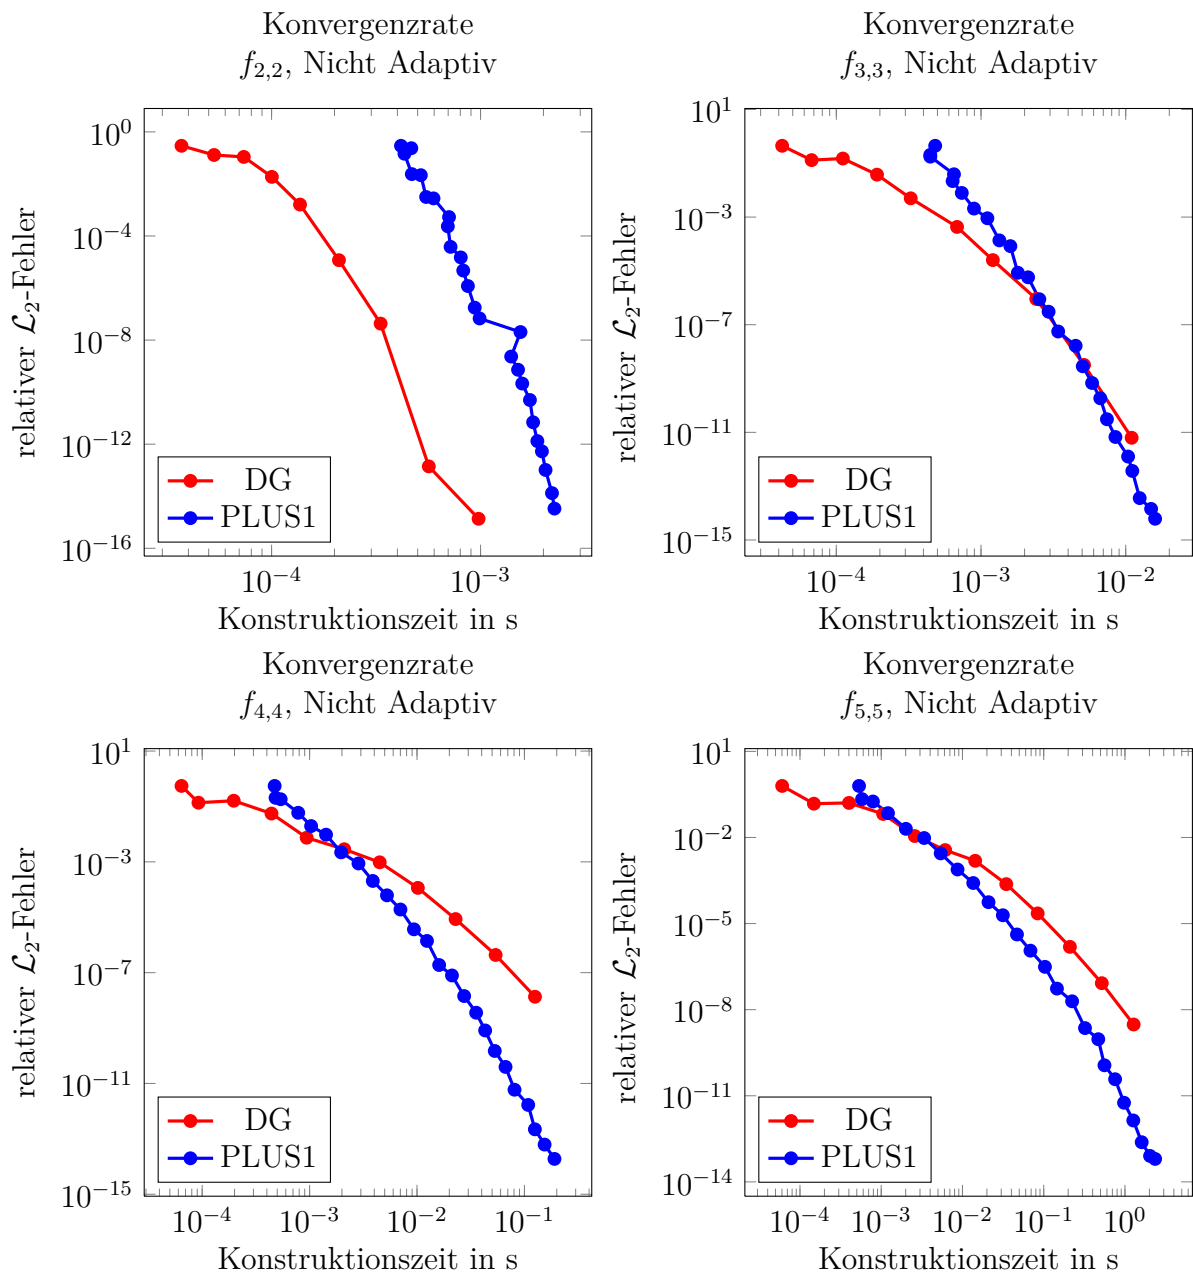 Konvergenzrate
f2,2, Nicht Adaptiv
10^0
10^−4
10^−8
10^−12
10^−16
relativer ℒ2-Fehler
DG
PLUS1
10^−4
10^−3
Konstruktionszeit in s
Konvergenzrate
f3,3, Nicht Adaptiv
10^1
10^−3
10^−7
10^−11
10^−15
relativer ℒ2-Fehler
DG
PLUS1
10^−4
10^−3
10^−2
Konstruktionszeit in s
Konvergenzrate
f4,4, Nicht Adaptiv
10^1
10^−3
10^−7
10^−11
10^−15
relativer ℒ2-Fehler
DG
PLUS1
10^−4
10^−3
10^−2
10^−1
Konstruktionszeit in s
Konvergenzrate
f5,5, Nicht Adaptiv
10^1
10^−2
10^−5
10^−8
10^−11
10^−14
relativer ℒ2-Fehler
DG
PLUS1
10^−4
10^−3
10^−2
10^−1
10^0
Konstruktionszeit in s